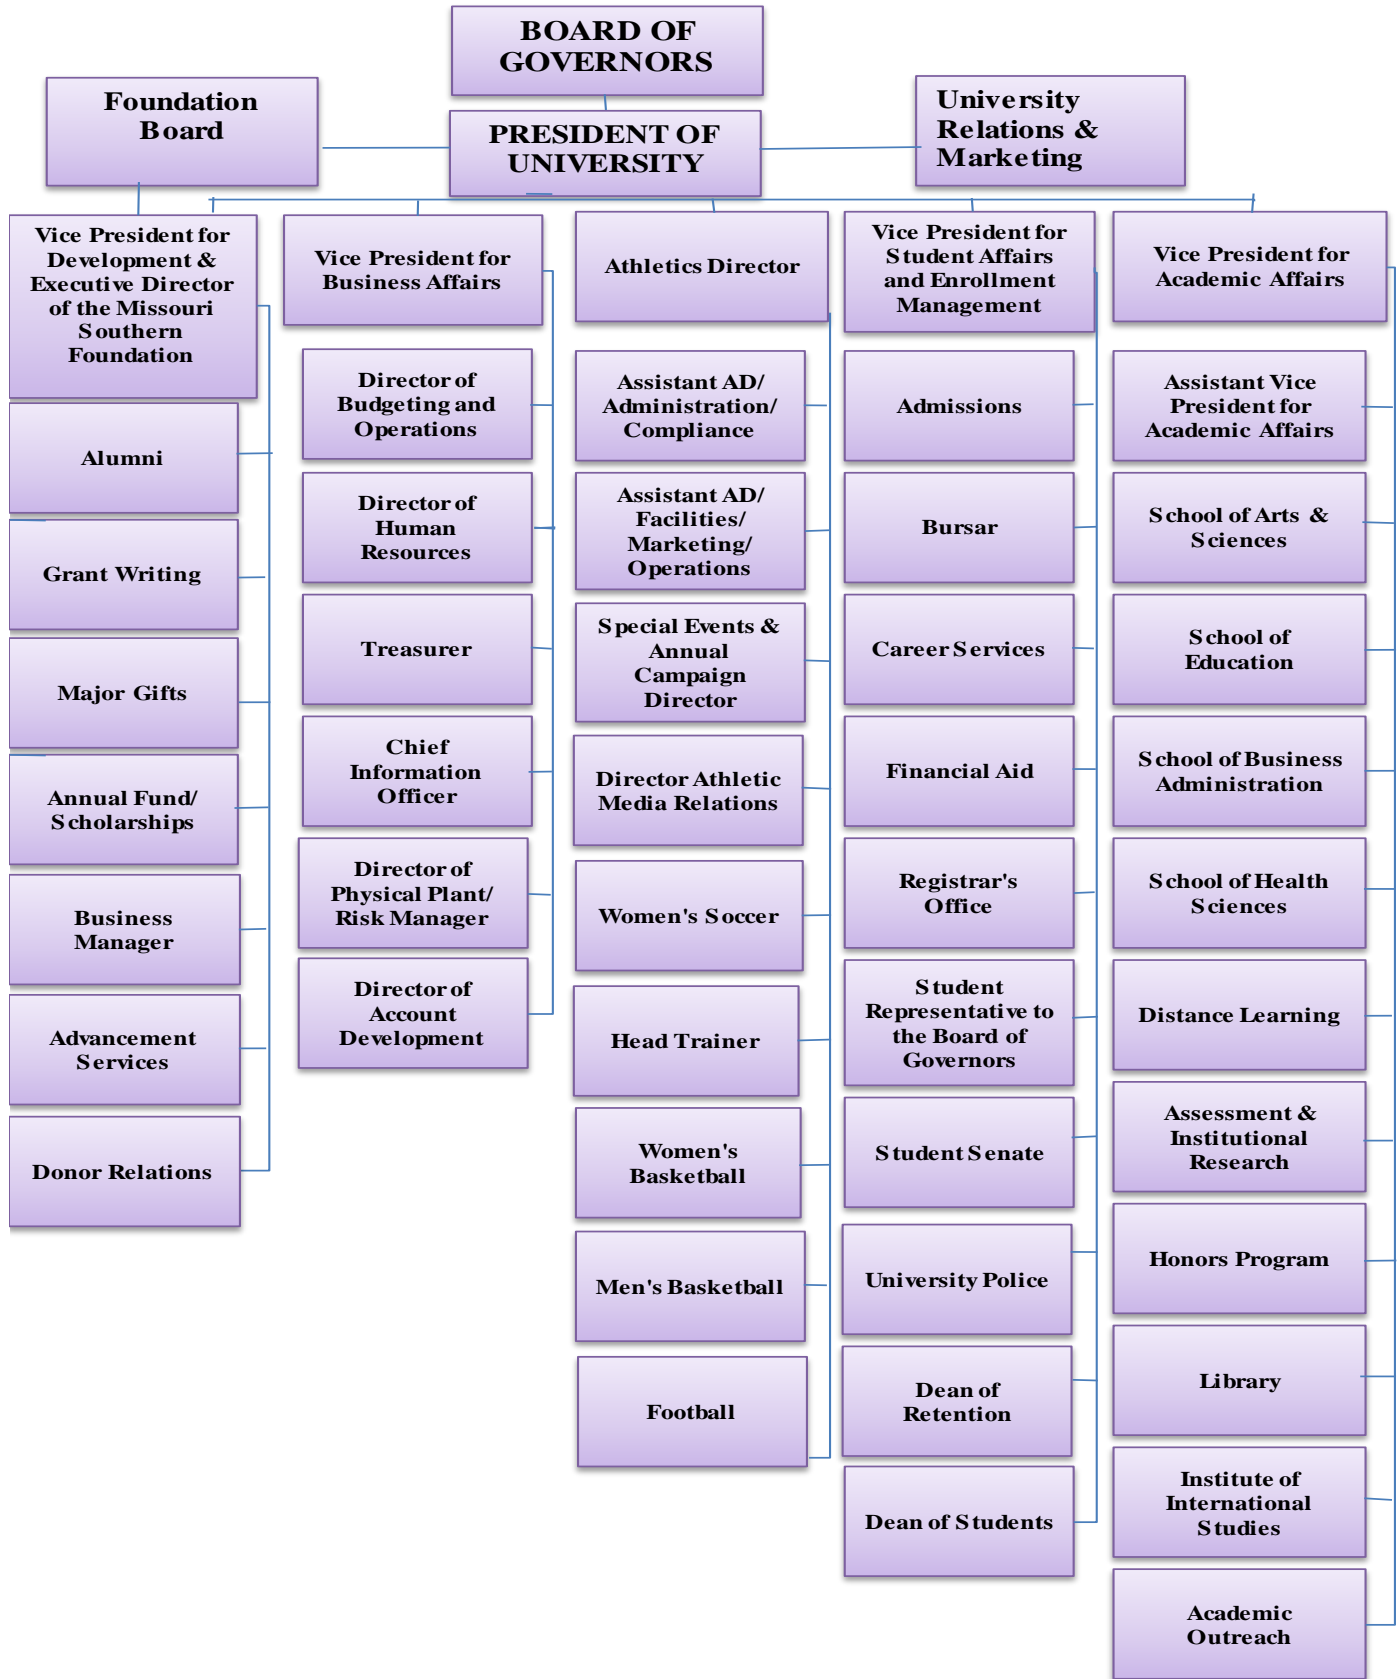 BOARD OF
GOVERNORS
Foundation
Board
PRESIDENT OF
UNIVERSITY
University
Relations &
Marketing
Vice President for
Development &
Executive Director
of the Missouri
Southern
Foundation
Alumni
Grant Writing
Major Gifts
Annual Fund/
Scholarships
Business
Manager
Advancement
Services
Donor Relations
Vice President for
Business Affairs
Director of
Budgeting and
Operations
Director of
Human
Resources
Treasurer
Chief
Information
Officer
Director of
Physical Plant/
Risk Manager
Director of
Account
Development
Athletics Director
Assistant AD/
Administration/
Compliance
Assistant AD/
Facilities/
Marketing/
Operations
Special Events &
Annual
Campaign
Director
Director Athletic
Media Relations
Women's Soccer
Head Trainer
Women's
Basketball
Men's Basketball
Football
Vice President for
Student Affairs
and Enrollment
Management
Admissions
Bursar
Career Services
Financial Aid
Registrar's
Office
Student
Representative to
the Board of
Governors
Student Senate
University Police
Dean of
Retention
Dean of Students
Vice President for
Academic Affairs
Assistant Vice
President for
Academic Affairs
School of Arts &
Sciences
School of
Education
School of Business
Administration
School of Health
Sciences
Distance Learning
Assessment &
Institutional
Research
Honors Program
Library
Institute of
International
Studies
Academic
Outreach